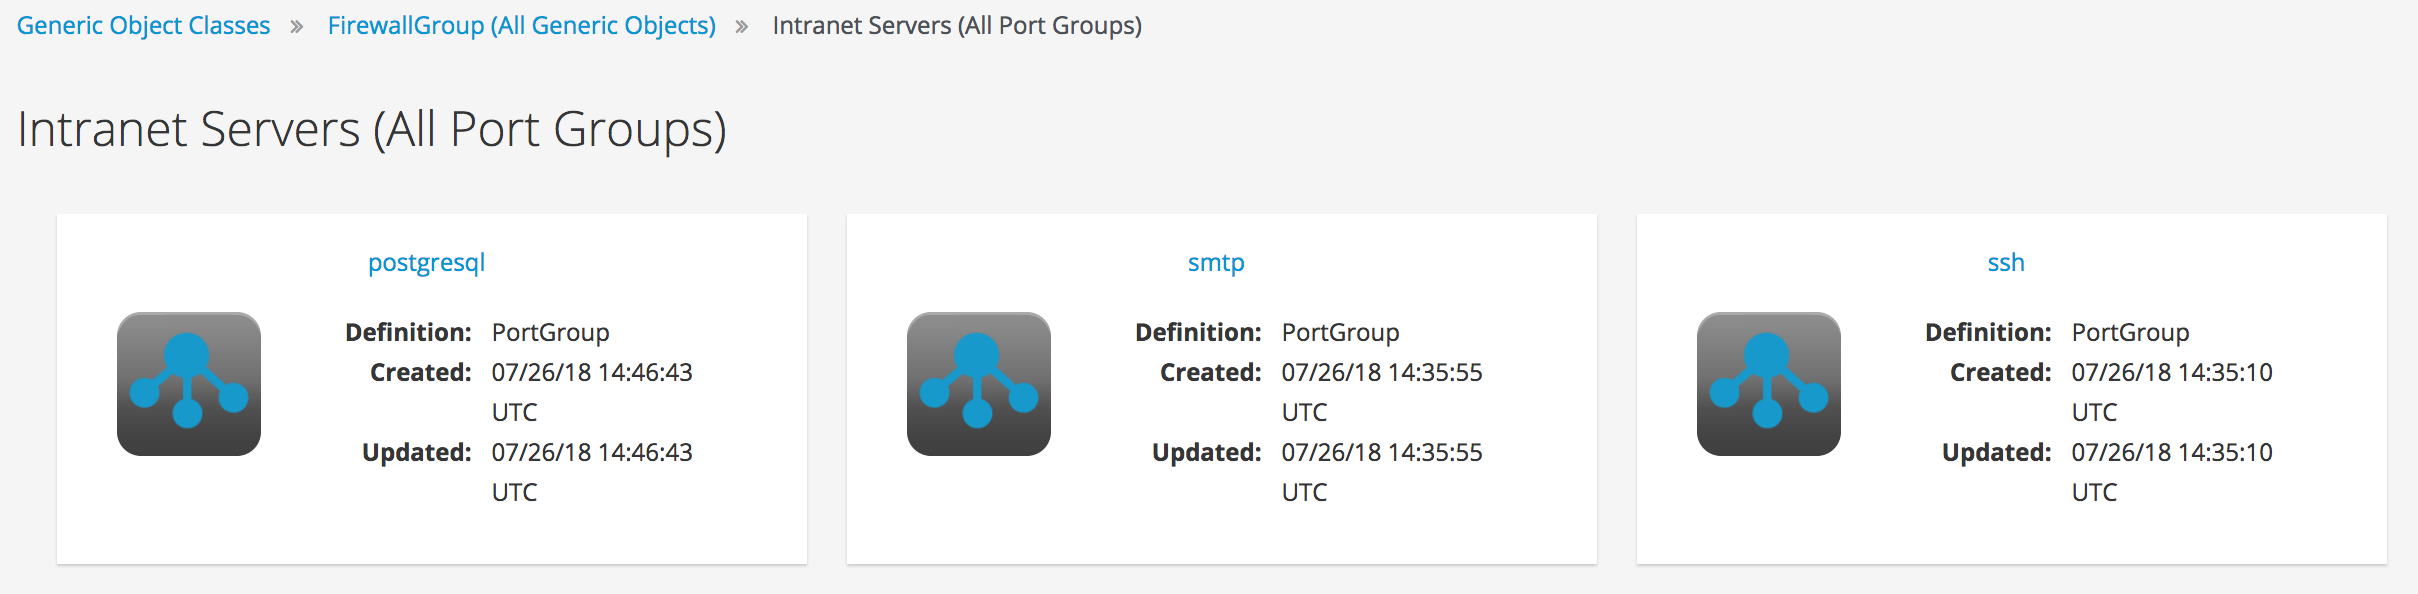 Generic Object Classes » FirewallGroup (All Generic Objects) » Intranet Servers (All Port Groups)
Intranet Servers (All Port Groups)
postgresql
Definition: PortGroup
Created: 07/26/18 14:46:43
UTC
Updated: 07/26/18 14:46:43
UTC
smtp
Definition: PortGroup
Created: 07/26/18 14:35:55
UTC
Updated: 07/26/18 14:35:55
UTC
ssh
Definition: PortGroup
Created: 07/26/18 14:35:10
UTC
Updated: 07/26/18 14:35:10
UTC